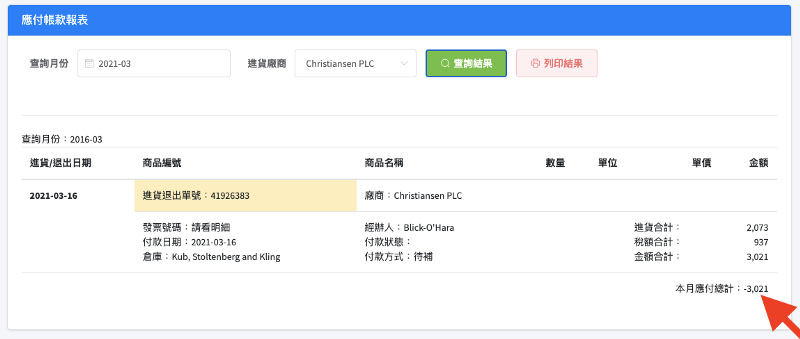 應付帳款報表
查詢月份 2021-03 進貨廠商 Christiansen PLC 查詢結果 列印結果
查詢月份：2016-03
進貨/退出日期 商品編號 商品名稱 數量 單位 單價 金額
2021-03-16 進貨退出單號：41926383 廠商：Christiansen PLC
發票號碼：請看明細 經辦人：Blick-O'Hara 進貨合計： 2,073
付款日期：2021-03-16 付款狀態： 稅額合計： 937
倉庫：Kub, Stoltenberg and Kling 付款方式：待補 金額合計： 3,021
本月應付總計：-3,021